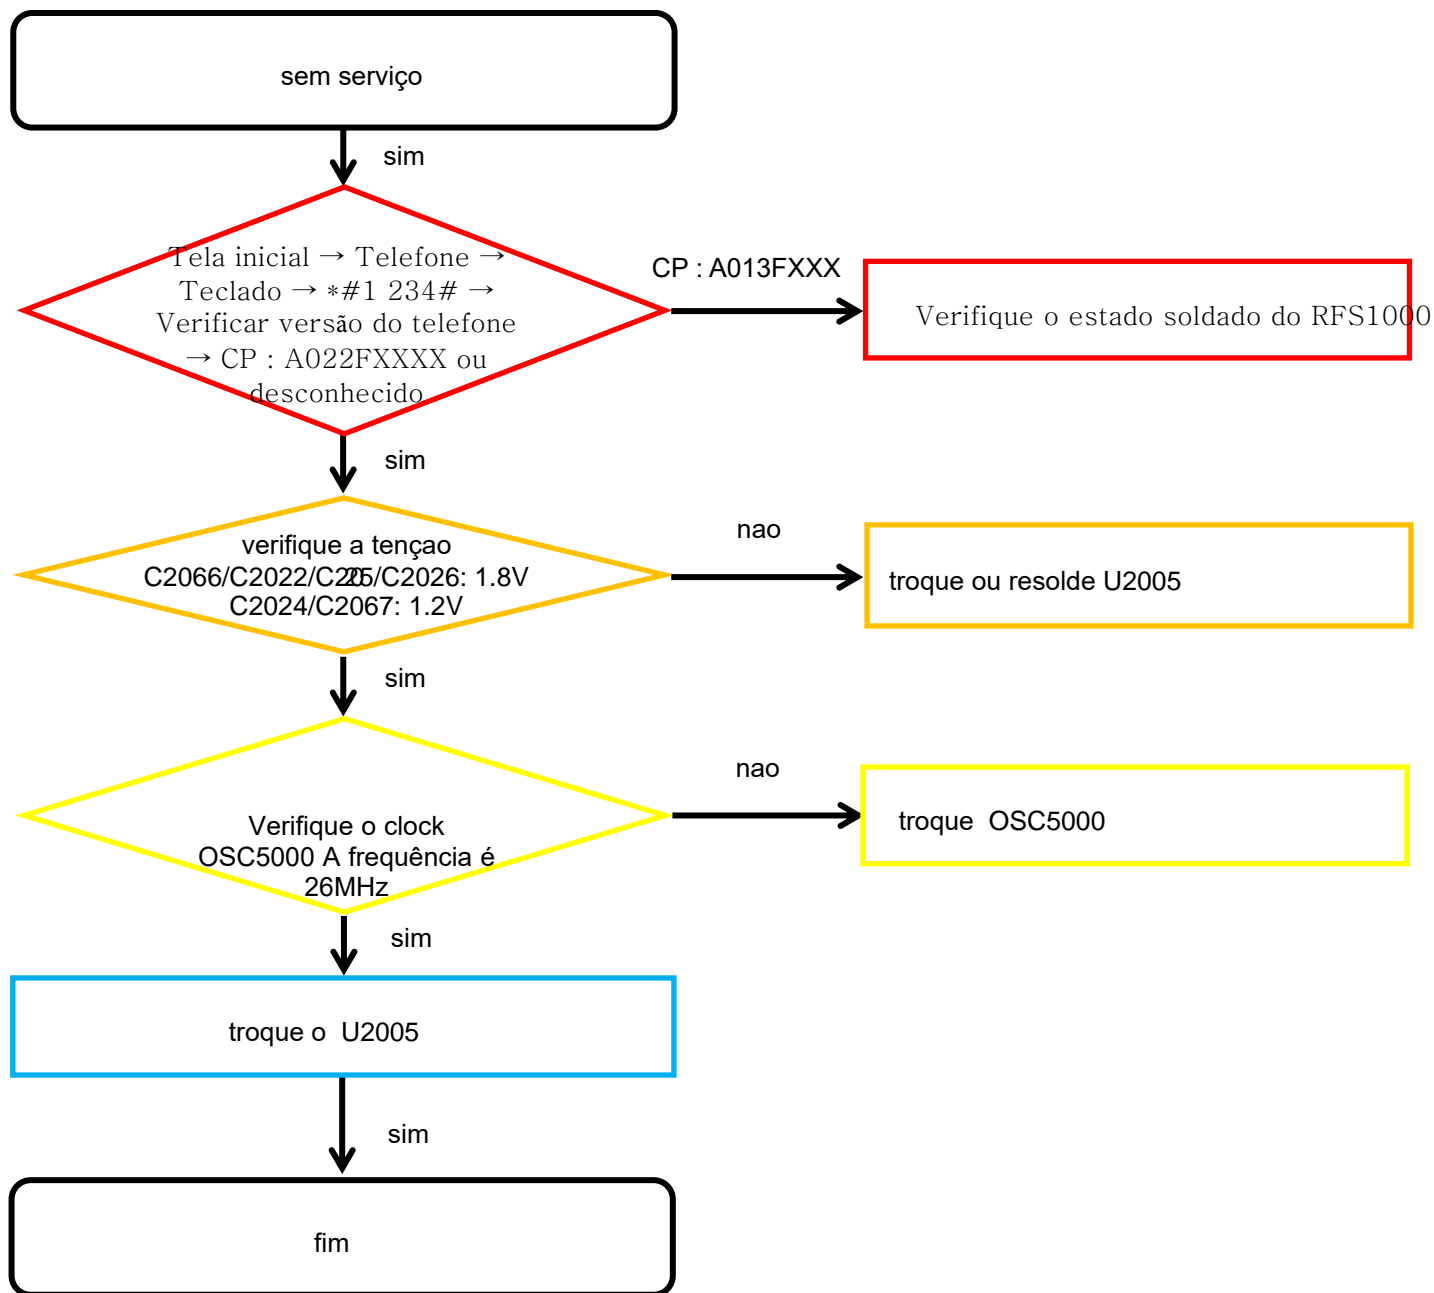 sem serviço
sim
Tela inicial → Telefone →
Teclado → *#1 234# →
Verificar versão do telefone
→ CP : A022FXXXX ou
desconhecido
CP : A013FXXX
Verifique o estado soldado do RFS1000
sim
verifique a tençao
C2066/C2022/C2025/C2026: 1.8V
C2024/C2067: 1.2V
nao
troque ou resolde U2005
sim
Verifique o clock
OSC5000 A frequência é
26MHz
nao
troque OSC5000
sim
troque o U2005
sim
fim